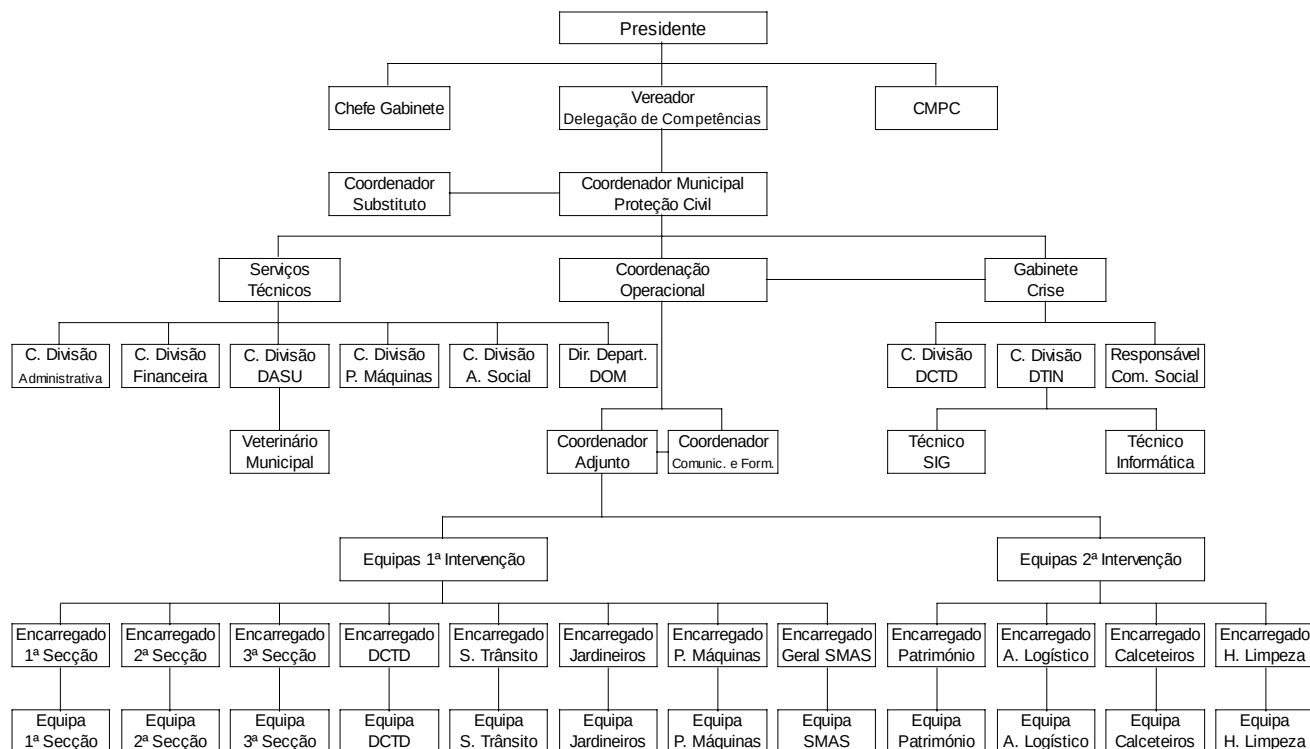 Presidente
Chefe Gabinete
Vereador
Delegação de Competências
CMPC
Coordenador
Substituto
Coordenador Municipal
Proteção Civil
Serviços
Técnicos
Coordenação
Operacional
Gabinete
Crise
C. Divisão
Administrativa
C. Divisão
Financeira
C. Divisão
DASU
C. Divisão
P. Máquinas
C. Divisão
A. Social
Dir. Depart.
DOM
C. Divisão
DCTD
C. Divisão
DTIN
Responsável
Com. Social
Veterinário
Municipal
Coordenador
Adjunto
Coordenador
Comunic. e Form.
Técnico
SIG
Técnico
Informática
Equipas 1ª Intervenção
Equipas 2ª Intervenção
Encarregado
1ª Secção
Encarregado
2ª Secção
Encarregado
3ª Secção
Encarregado
DCTD
Encarregado
S. Trânsito
Encarregado
Jardineiros
Encarregado
P. Máquinas
Encarregado
Geral SMAS
Encarregado
Património
Encarregado
A. Logístico
Encarregado
Calceteiros
Encarregado
H. Limpeza
Equipa
1ª Secção
Equipa
2ª Secção
Equipa
3ª Secção
Equipa
DCTD
Equipa
S. Trânsito
Equipa
Jardineiros
Equipa
P. Máquinas
Equipa
SMAS
Equipa
Património
Equipa
A. Logístico
Equipa
Calceteiros
Equipa
H. Limpeza